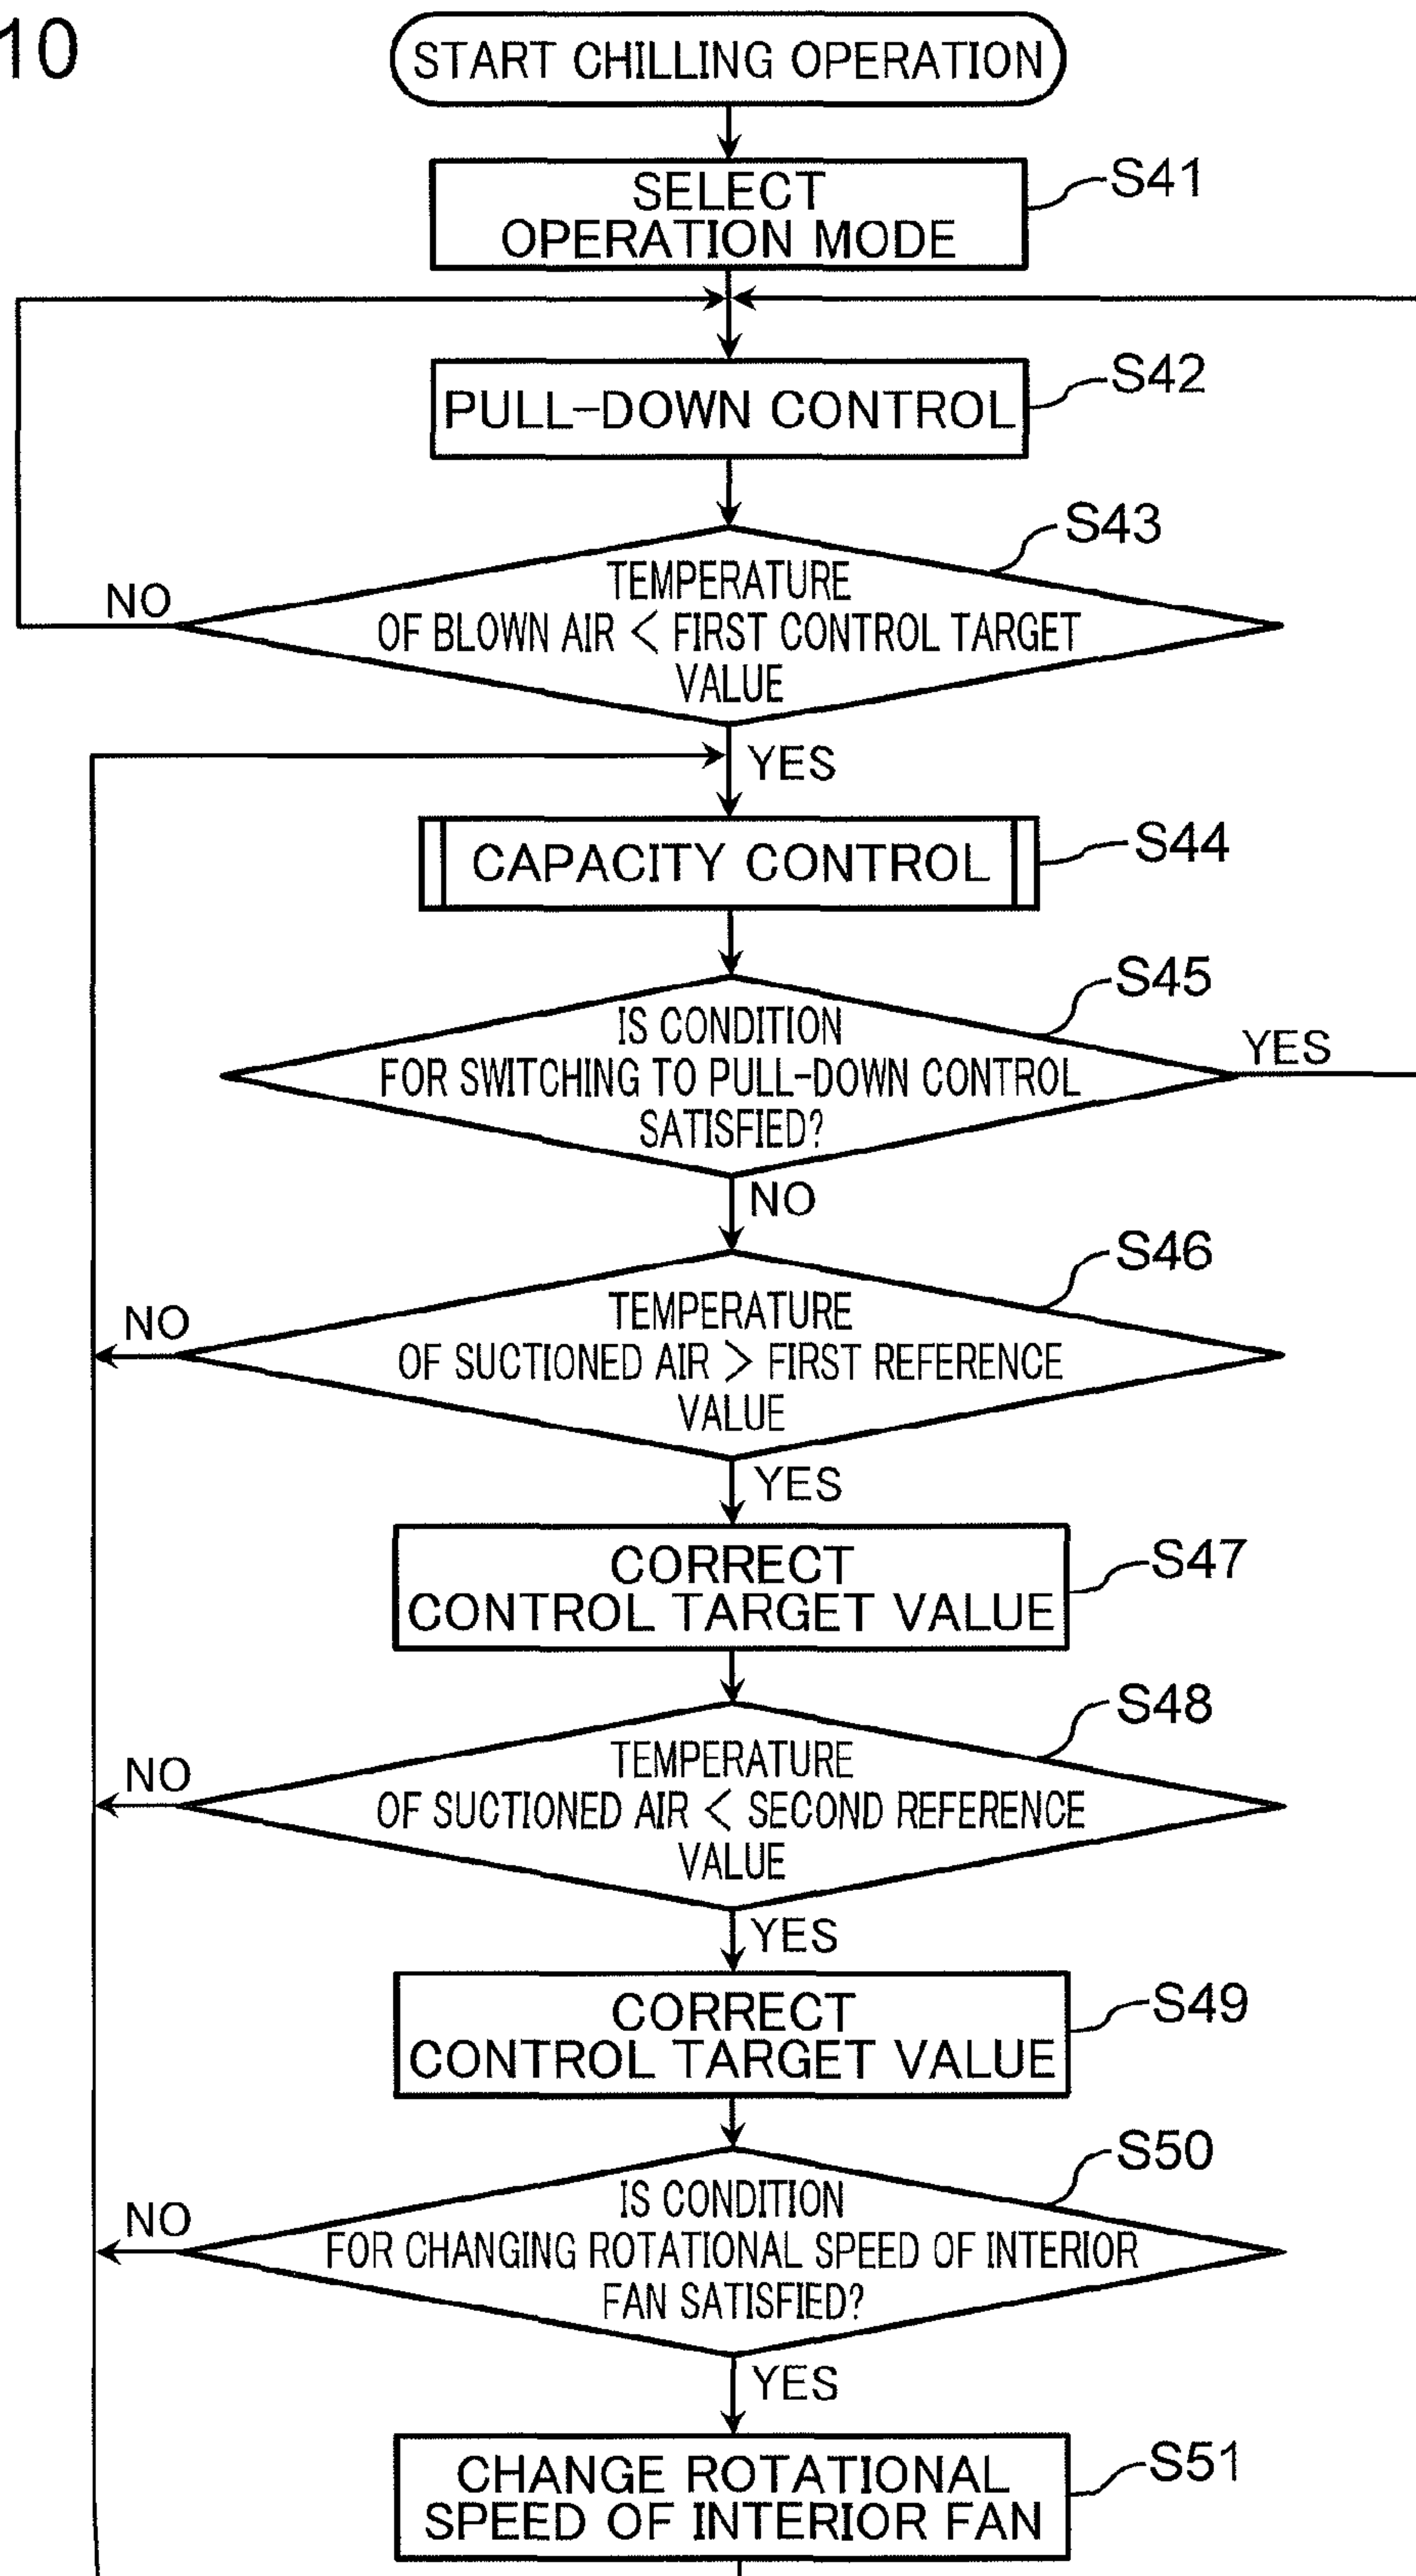 10
START CHILLING OPERATION
SELECT
OPERATION MODE
S41
PULL-DOWN CONTROL
S42
S43
TEMPERATURE
OF BLOWN AIR < FIRST CONTROL TARGET
VALUE
NO
YES
CAPACITY CONTROL
S44
S45
IS CONDITION
FOR SWITCHING TO PULL-DOWN CONTROL
SATISFIED?
YES
NO
S46
TEMPERATURE
OF SUCTIONED AIR > FIRST REFERENCE
VALUE
NO
YES
CORRECT
CONTROL TARGET VALUE
S47
S48
TEMPERATURE
OF SUCTIONED AIR < SECOND REFERENCE
VALUE
NO
YES
CORRECT
CONTROL TARGET VALUE
S49
S50
IS CONDITION
FOR CHANGING ROTATIONAL SPEED OF INTERIOR
FAN SATISFIED?
NO
YES
CHANGE ROTATIONAL
SPEED OF INTERIOR FAN
S51